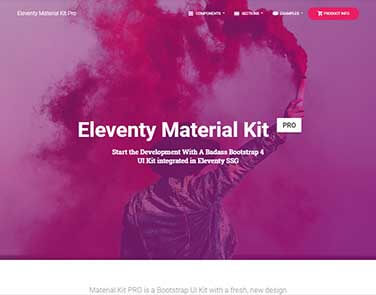 Eleventy Material Kit Pro
COMPONENTS
SECTIONS
EXAMPLES
PRODUCT INFO
Eleventy Material Kit PRO
Start the Development With A Badass Bootstrap 4
UI Kit integrated in Eleventy SSG
Material Kit PRO is a Bootstrap UI Kit with a fresh, new design